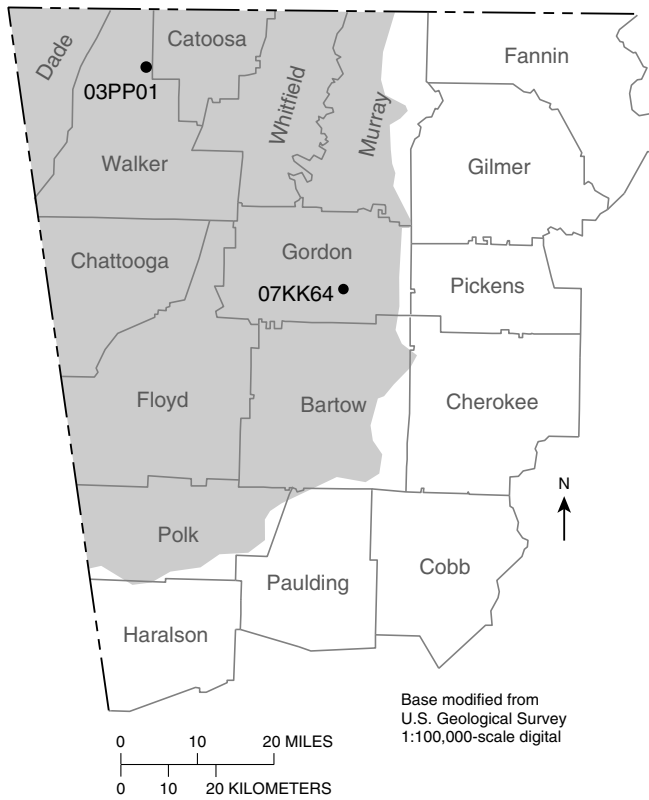 Dade
Catoosa
Fannin
03PP01
Whitfield
Murray
Walker
Gilmer
Gordon
Chattooga
07KK64
Pickens
Floyd
Bartow
Cherokee
N
Polk
Cobb
Paulding
Haralson
Base modified from
U.S. Geological Survey
1:100,000-scale digital
0 10 20 MILES
0 10 20 KILOMETERS